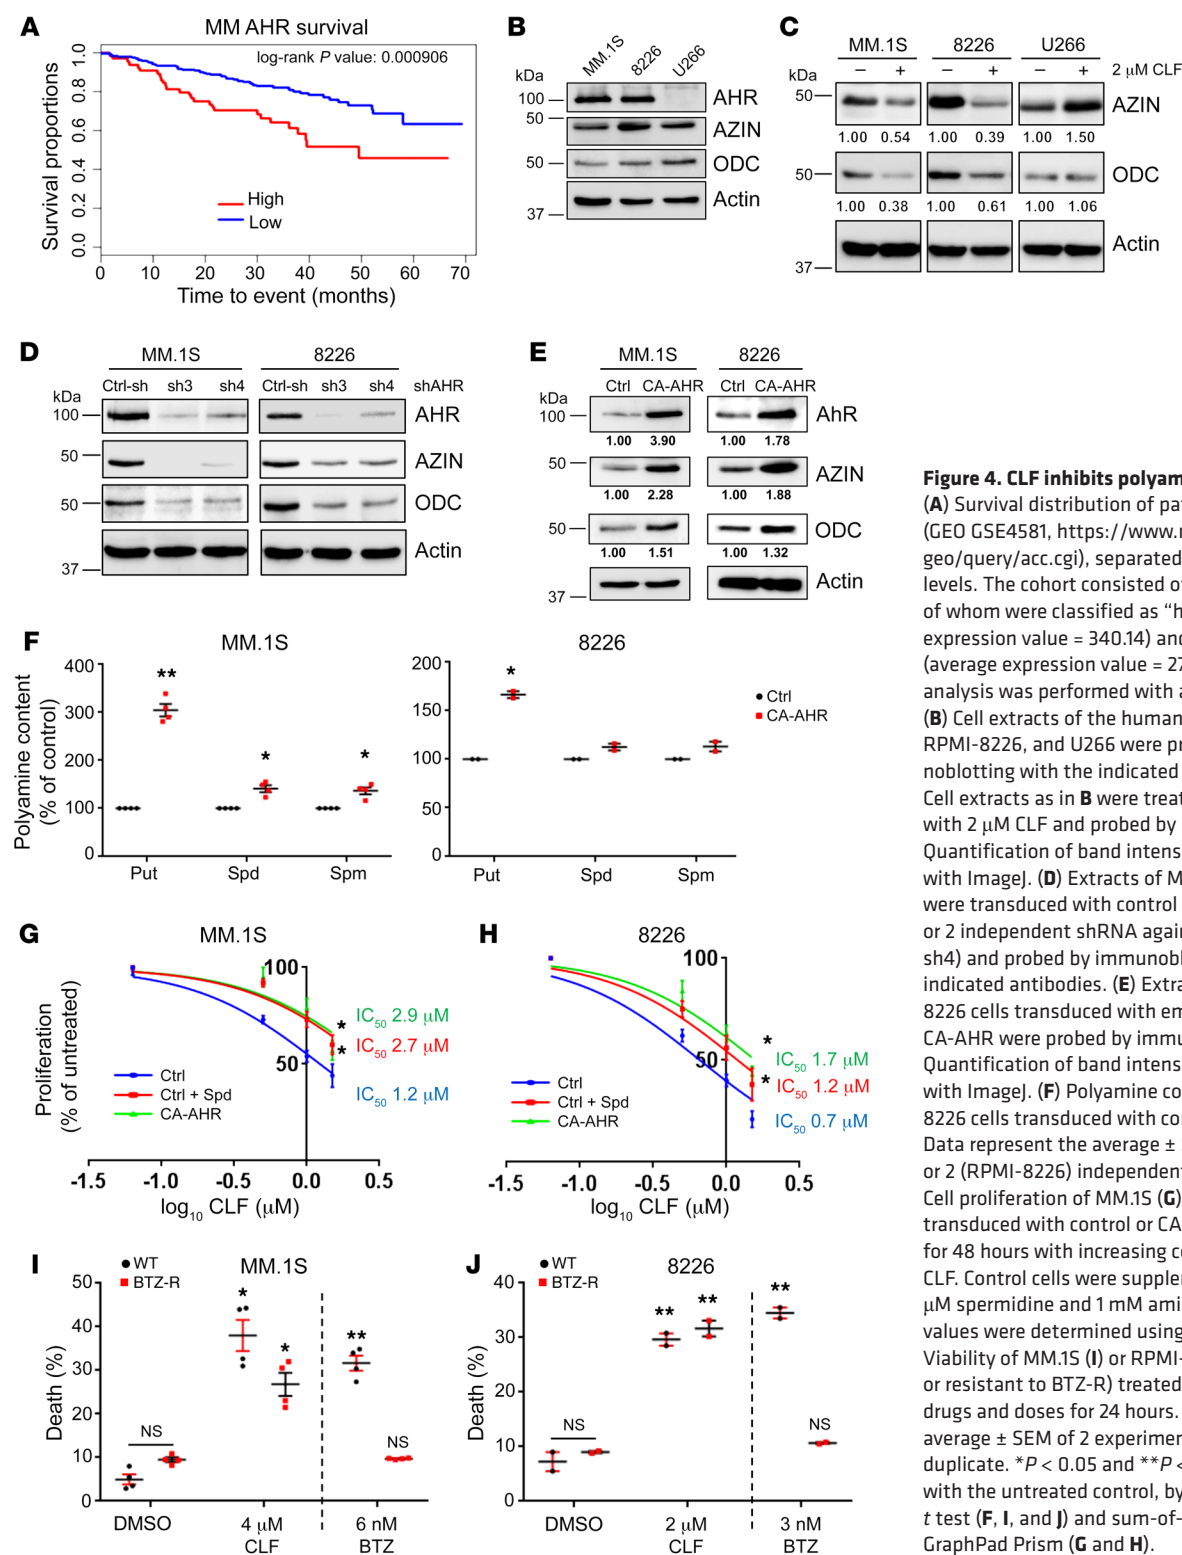 A
MM AHR survival
log-rank P value: 0.000906
Survival proportions
1.0
0.8
0.6
0.4
0.2
0.0
High
Low
0 10 20 30 40 50 60 70
Time to event (months)
B
MM.1S 8226 U266
kDa
100 AHR
50 AZIN
50 ODC
37 Actin
C
MM.1S 8226 U266
kDa − + − + − + 2 μM CLF
50 AZIN
1.00 0.54 1.00 0.39 1.00 1.50
50 ODC
1.00 0.38 1.00 0.61 1.00 1.06
37 Actin
D
MM.1S 8226
kDa Ctrl-sh sh3 sh4 Ctrl-sh sh3 sh4 shAHR
100 AHR
50 AZIN
50 ODC
37 Actin
E
MM.1S 8226
kDa Ctrl CA-AHR Ctrl CA-AHR
100 AhR
1.00 3.90 1.00 1.78
50 AZIN
1.00 2.28 1.00 1.88
50 ODC
1.00 1.51 1.00 1.32
37 Actin
F
MM.1S
Polyamine content
(% of control)
400
300
200
100
0
** * *
Put Spd Spm
8226
200
150
100
50
0
*
Put Spd Spm
Ctrl
CA-AHR
G
MM.1S
Proliferation
(% of untreated)
100
50
IC50 2.9 μM
*
IC50 2.7 μM
*
IC50 1.2 μM
Ctrl
Ctrl + Spd
CA-AHR
-1.5 -1.0 -0.5 0.0 0.5
log10 CLF (μM)
H
8226
100
50
*
IC50 1.7 μM
*
IC50 1.2 μM
IC50 0.7 μM
Ctrl
Ctrl + Spd
CA-AHR
-1.5 -1.0 -0.5 0.0 0.5
log10 CLF (μM)
I
WT
BTZ-R
MM.1S
Death (%)
50
40
30
20
10
0
NS * * ** NS
DMSO 4 μM CLF 6 nM BTZ
J
WT
BTZ-R
8226
Death (%)
40
30
20
10
0
NS ** ** ** NS
DMSO 2 μM CLF 3 nM BTZ
Figure 4. CLF inhibits polyam
(A) Survival distribution of pat
(GEO GSE4581, https://www.n
geo/query/acc.cgi), separated
levels. The cohort consisted of
of whom were classified as “h
expression value = 340.14) and
(average expression value = 27
analysis was performed with a
(B) Cell extracts of the human
RPMI-8226, and U266 were pr
noblotting with the indicated
Cell extracts as in B were treat
with 2 μM CLF and probed by
Quantification of band intens
with ImageJ. (D) Extracts of M
were transduced with control
or 2 independent shRNA again
sh4) and probed by immunobl
indicated antibodies. (E) Extra
8226 cells transduced with em
CA-AHR were probed by immu
Quantification of band intens
with ImageJ. (F) Polyamine co
8226 cells transduced with co
Data represent the average ±
or 2 (RPMI-8226) independent
Cell proliferation of MM.1S (G)
transduced with control or CA
for 48 hours with increasing co
CLF. Control cells were supplem
μM spermidine and 1 mM amin
values were determined using
Viability of MM.1S (I) or RPMI-
or resistant to BTZ-R) treated
drugs and doses for 24 hours.
average ± SEM of 2 experimen
duplicate. *P < 0.05 and **P <
with the untreated control, by
t test (F, I, and J) and sum-of-
GraphPad Prism (G and H).